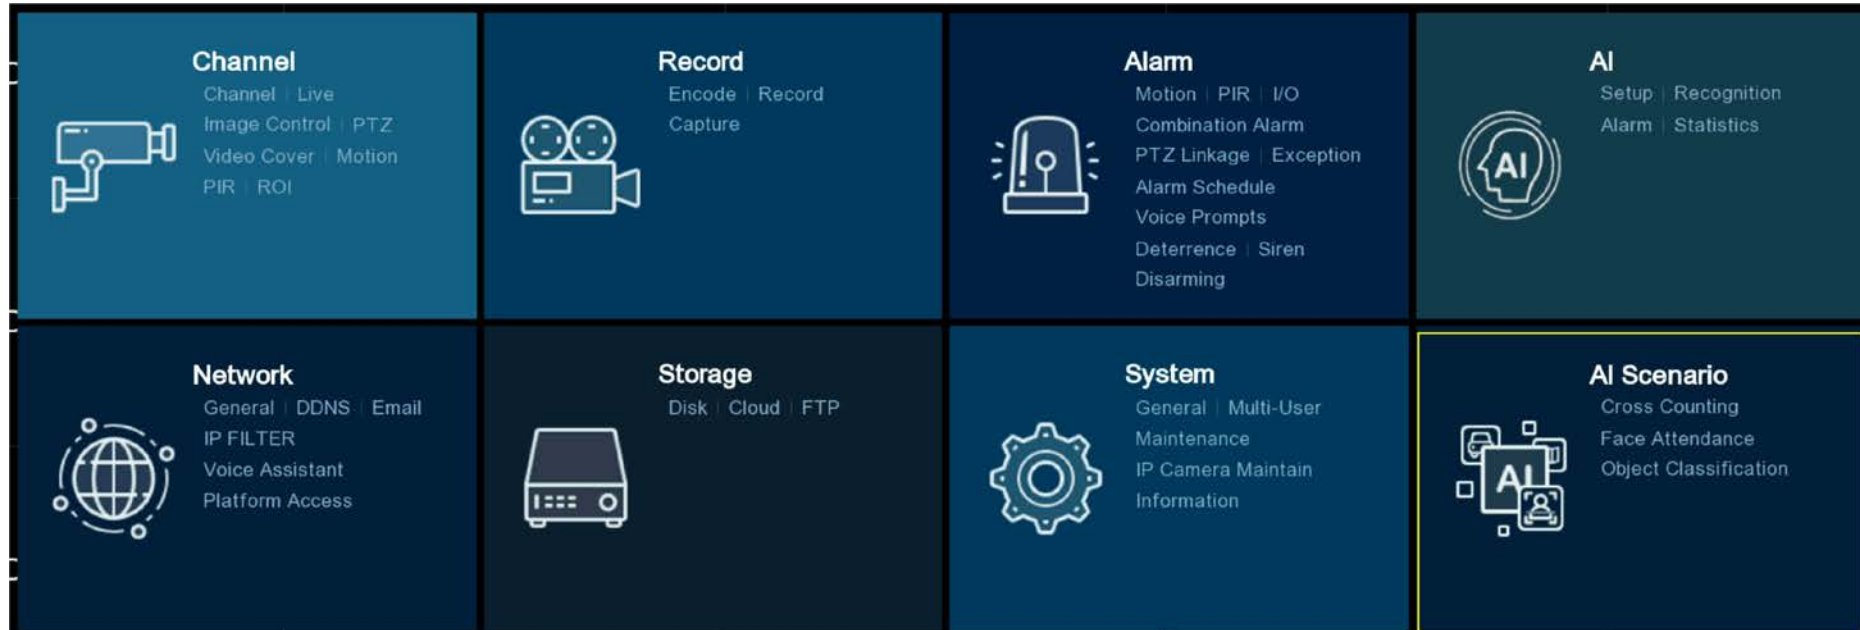 Channel
Channel | Live
Image Control | PTZ
Video Cover | Motion
PIR | ROI
Record
Encode | Record
Capture
Alarm
Motion | PIR | I/O
Combination Alarm
PTZ Linkage | Exception
Alarm Schedule
Voice Prompts
Deterrence | Siren
Disarming
AI
Setup | Recognition
Alarm | Statistics
AI
Network
General | DDNS | Email
IP FILTER
Voice Assistant
Platform Access
Storage
Disk | Cloud | FTP
System
General | Multi-User
Maintenance
IP Camera Maintain
Information
AI Scenario
Cross Counting
Face Attendance
Object Classification
AI